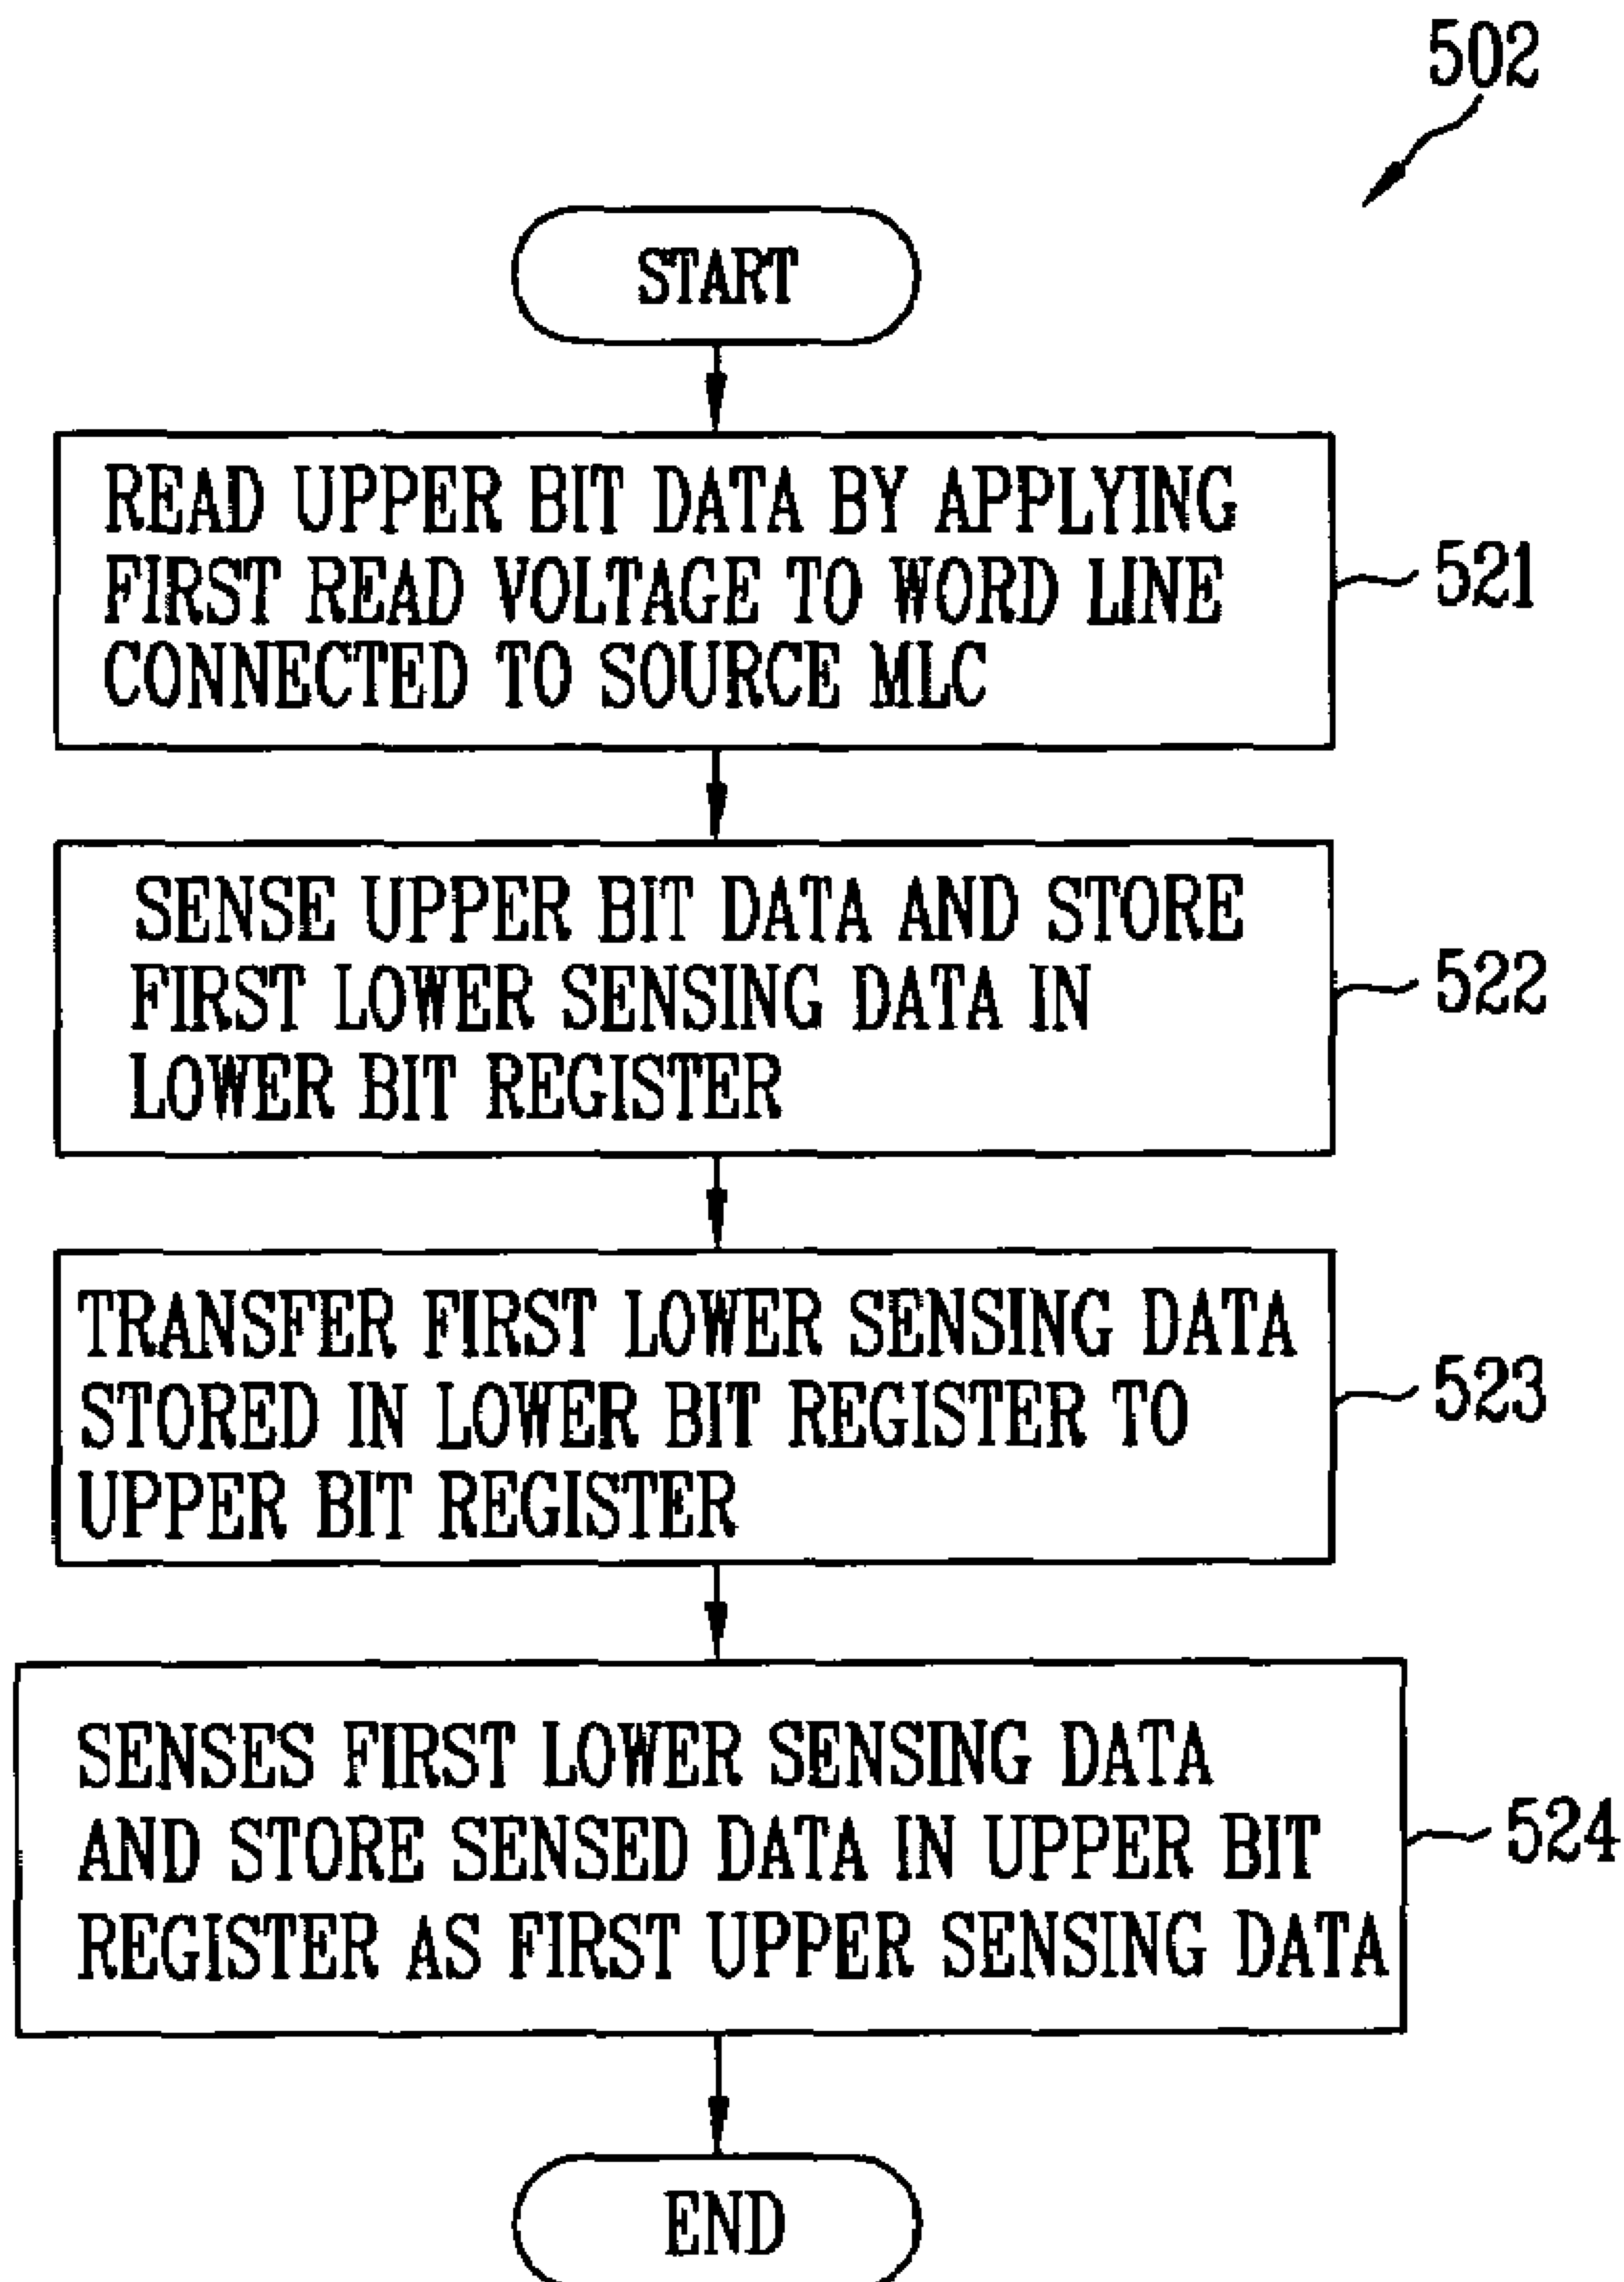 502
START
READ UPPER BIT DATA BY APPLYING
FIRST READ VOLTAGE TO WORD LINE
CONNECTED TO SOURCE MLC
521
SENSE UPPER BIT DATA AND STORE
FIRST LOWER SENSING DATA IN
LOWER BIT REGISTER
522
TRANSFER FIRST LOWER SENSING DATA
STORED IN LOWER BIT REGISTER TO
UPPER BIT REGISTER
523
SENSES FIRST LOWER SENSING DATA
AND STORE SENSED DATA IN UPPER BIT
REGISTER AS FIRST UPPER SENSING DATA
524
END